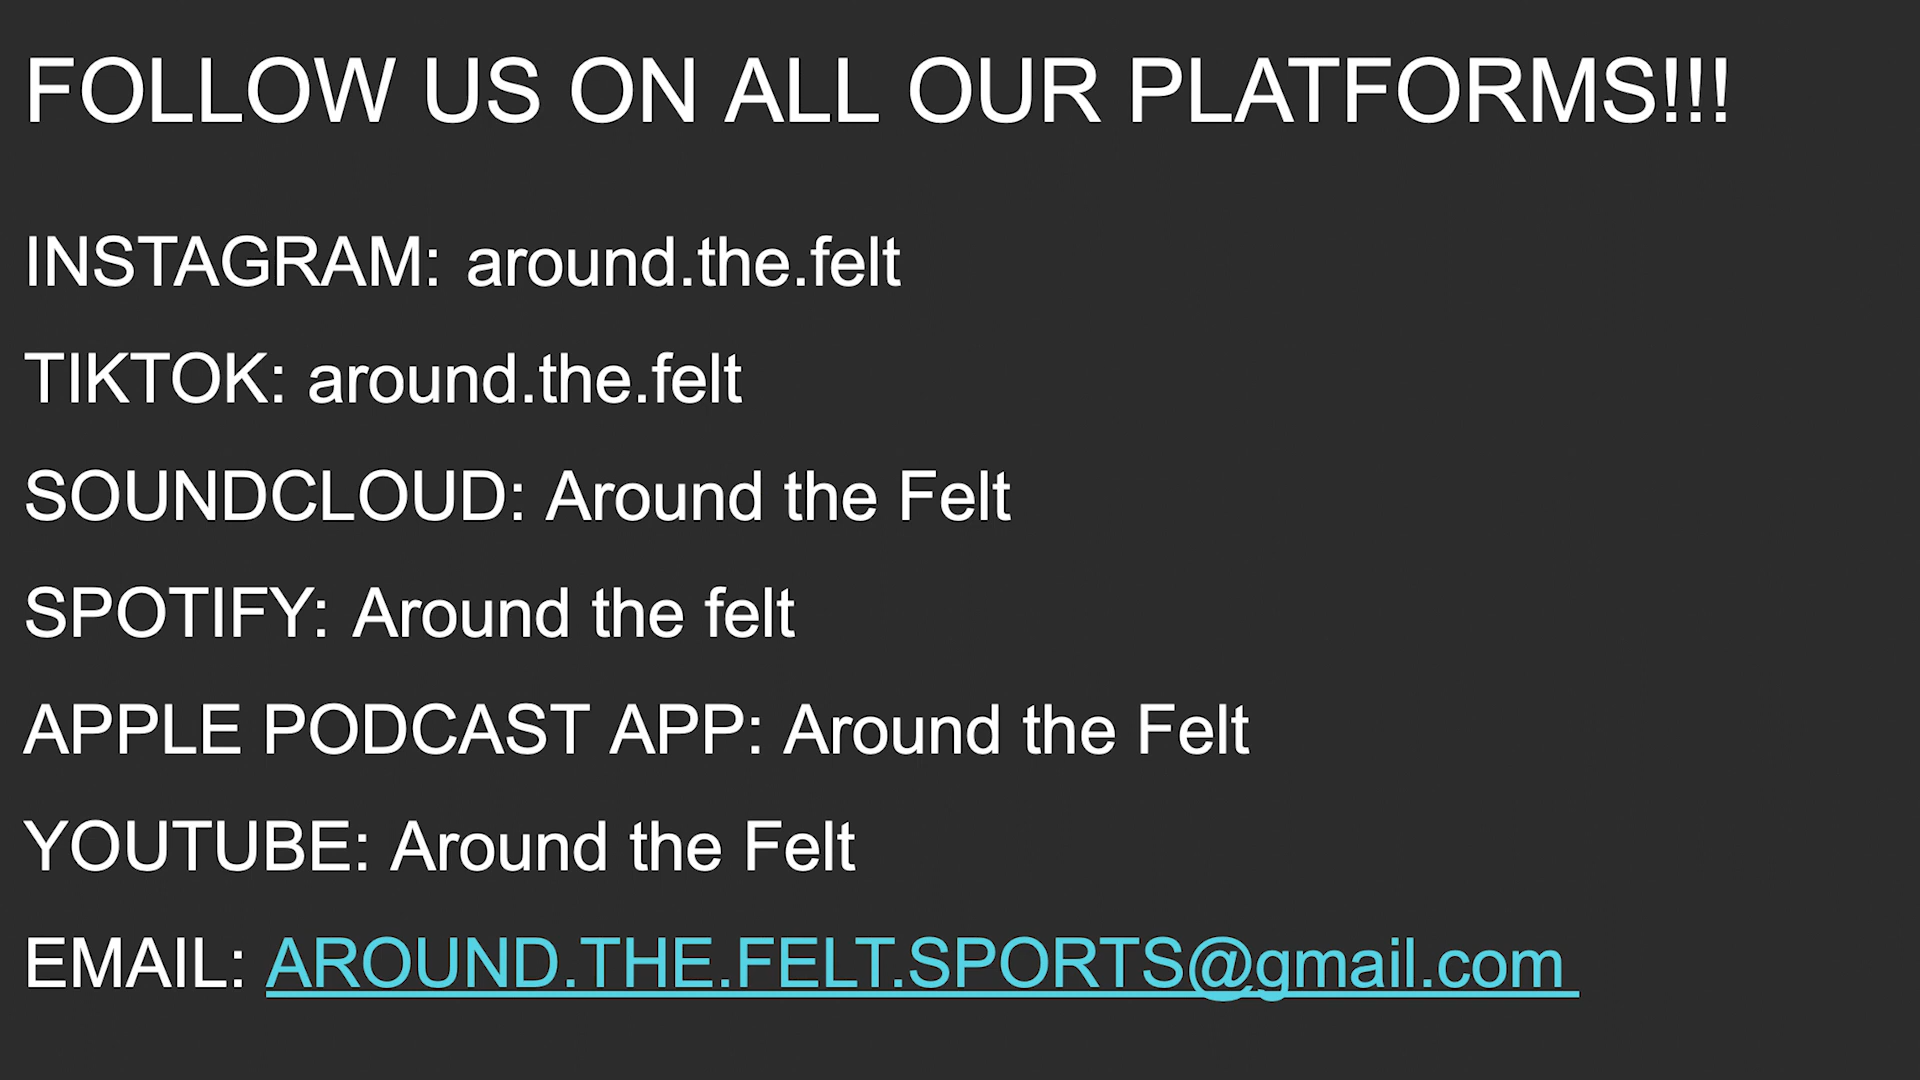 FOLLOW US ON ALL OUR PLATFORMS!!!
INSTAGRAM: around.the.felt
TIKTOK: around.the.felt
SOUNDCLOUD: Around the Felt
SPOTIFY: Around the felt
APPLE PODCAST APP: Around the Felt
YOUTUBE: Around the Felt
EMAIL: AROUND.THE.FELT.SPORTS@gmail.com